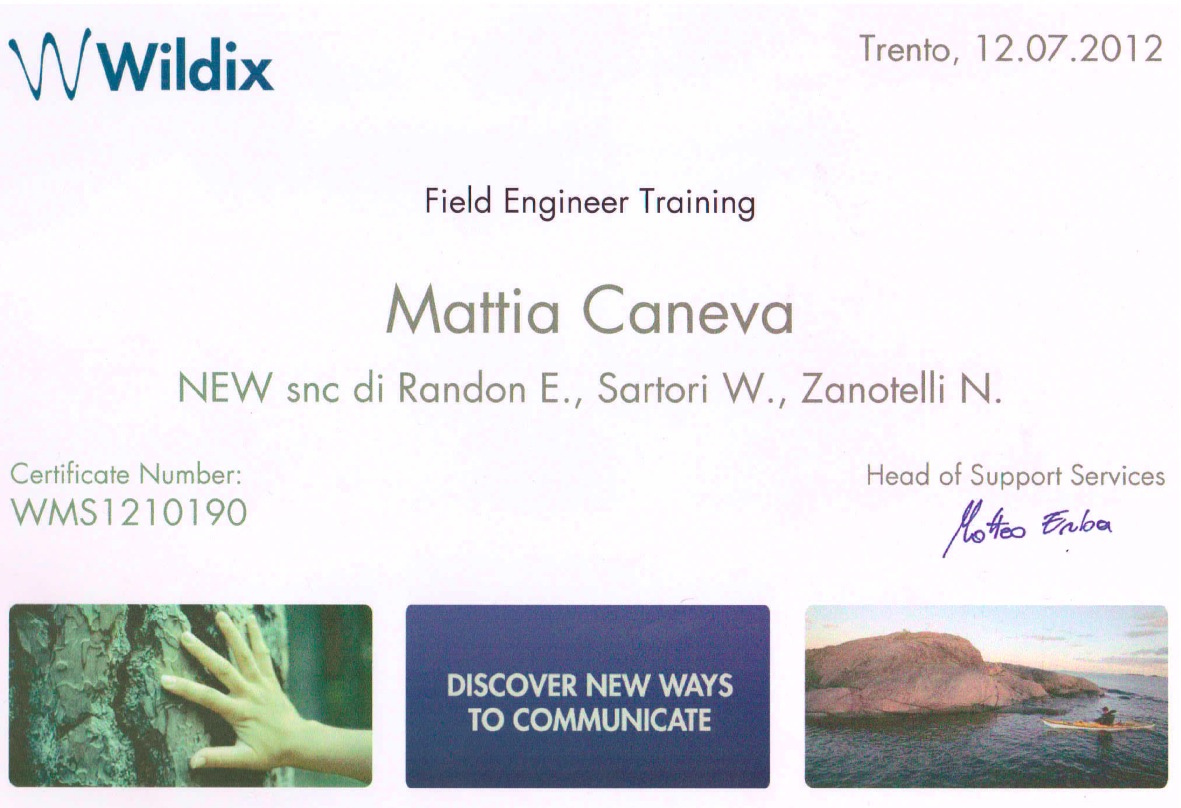 Wildix
Trento, 12.07.2012
Field Engineer Training
Mattia Caneva
NEW snc di Randon E., Sartori W., Zanotelli N.
Certificate Number:
WMS1210190
Head of Support Services
Matteo Erba
DISCOVER NEW WAYS
TO COMMUNICATE